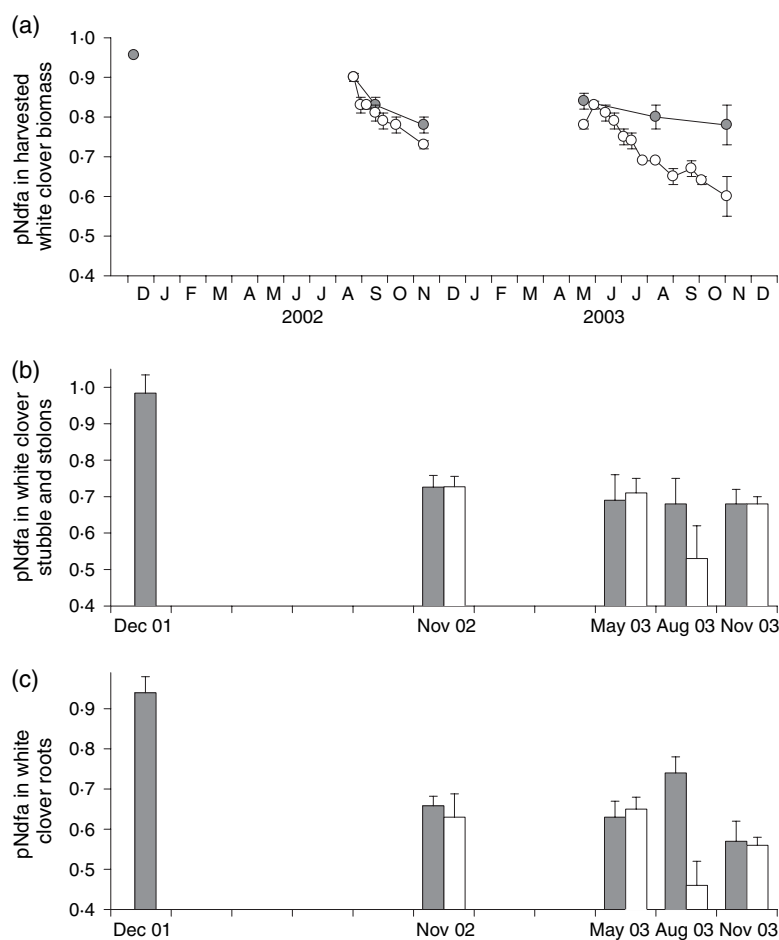 (a)
pNdfa in harvested
white clover biomass
1·0
0·9
0·8
0·7
0·6
0·5
0·4
D J F M A M J J A S O N D J F M A M J J A S O N D
2002 2003
(b)
pNdfa in white clover
stubble and stolons
1·0
0·9
0·8
0·7
0·6
0·5
0·4
Dec 01 Nov 02 May 03 Aug 03 Nov 03
(c)
pNdfa in white
clover roots
0·9
0·8
0·7
0·6
0·5
0·4
Dec 01 Nov 02 May 03 Aug 03 Nov 03